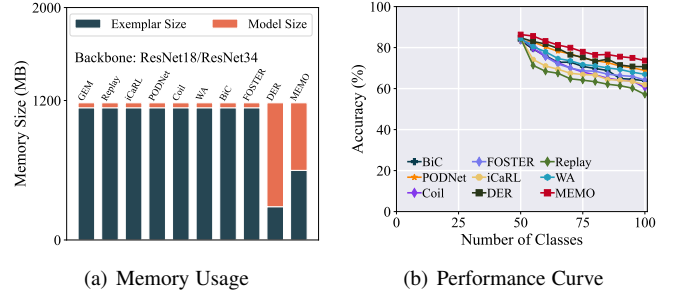 Exemplar Size Model Size
Backbone: ResNet18/ResNet34
Memory Size (MB)
2000
1200
0
GEM
Replay
iCaRL
PODNet
Coil
WA
BiC
FOSTER
DER
MEMO
(a) Memory Usage
Accuracy (%)
100
80
60
40
20
0
BiC FOSTER Replay
PODNet iCaRL WA
Coil DER MEMO
0 25 50 75 100
Number of Classes
(b) Performance Curve